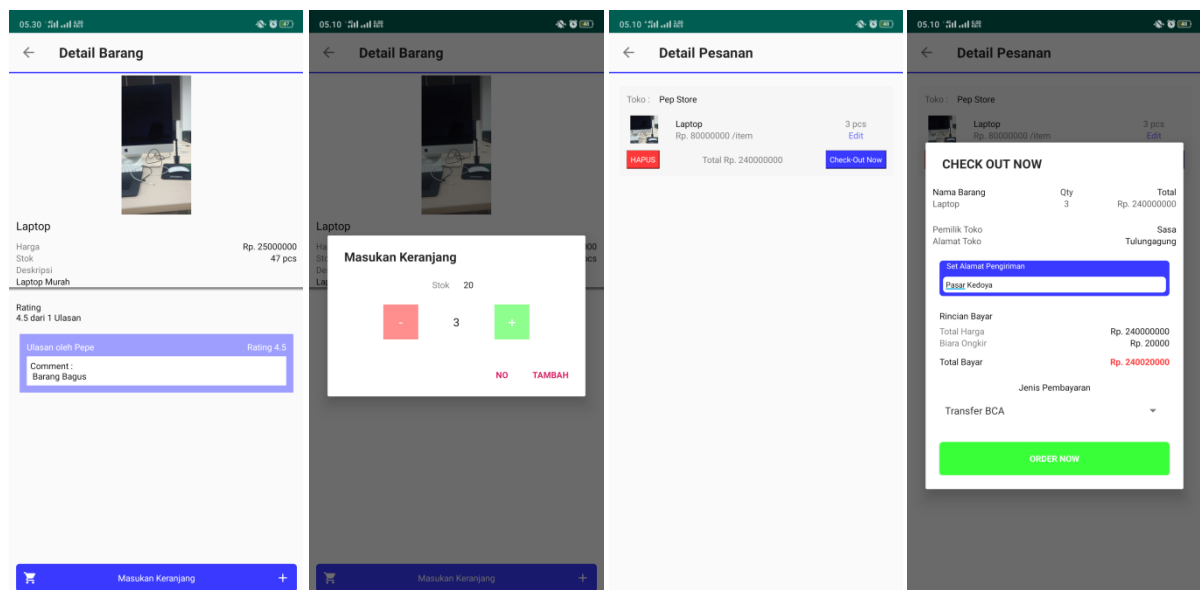 05.30
47
Detail Barang
Laptop
Harga Rp. 25000000
Stok 47 pcs
Deskripsi
Laptop Murah
Rating
4.5 dari 1 Ulasan
Ulasan oleh Pepe Rating 4.5
Comment :
Barang Bagus
Masukan Keranjang +
05.10
Detail Barang
Laptop
Masukan Keranjang
Stok 20
- 3 +
NO TAMBAH
Masukan Keranjang +
05.10
Detail Pesanan
Toko : Pep Store
Laptop 3 pcs
Rp. 80000000 /item Edit
HAPUS Total Rp. 240000000 Check-Out Now
05.10
Detail Pesanan
Toko : Pep Store
Laptop 3 pcs
Rp. 80000000 /item Edit
CHECK OUT NOW
Nama Barang Qty Total
Laptop 3 Rp. 240000000
Pemilik Toko Sasa
Alamat Toko Tulungagung
Set Alamat Pengiriman
Pasar Kedoya
Rincian Bayar
Total Harga Rp. 240000000
Biara Ongkir Rp. 20000
Total Bayar Rp. 240020000
Jenis Pembayaran
Transfer BCA
ORDER NOW